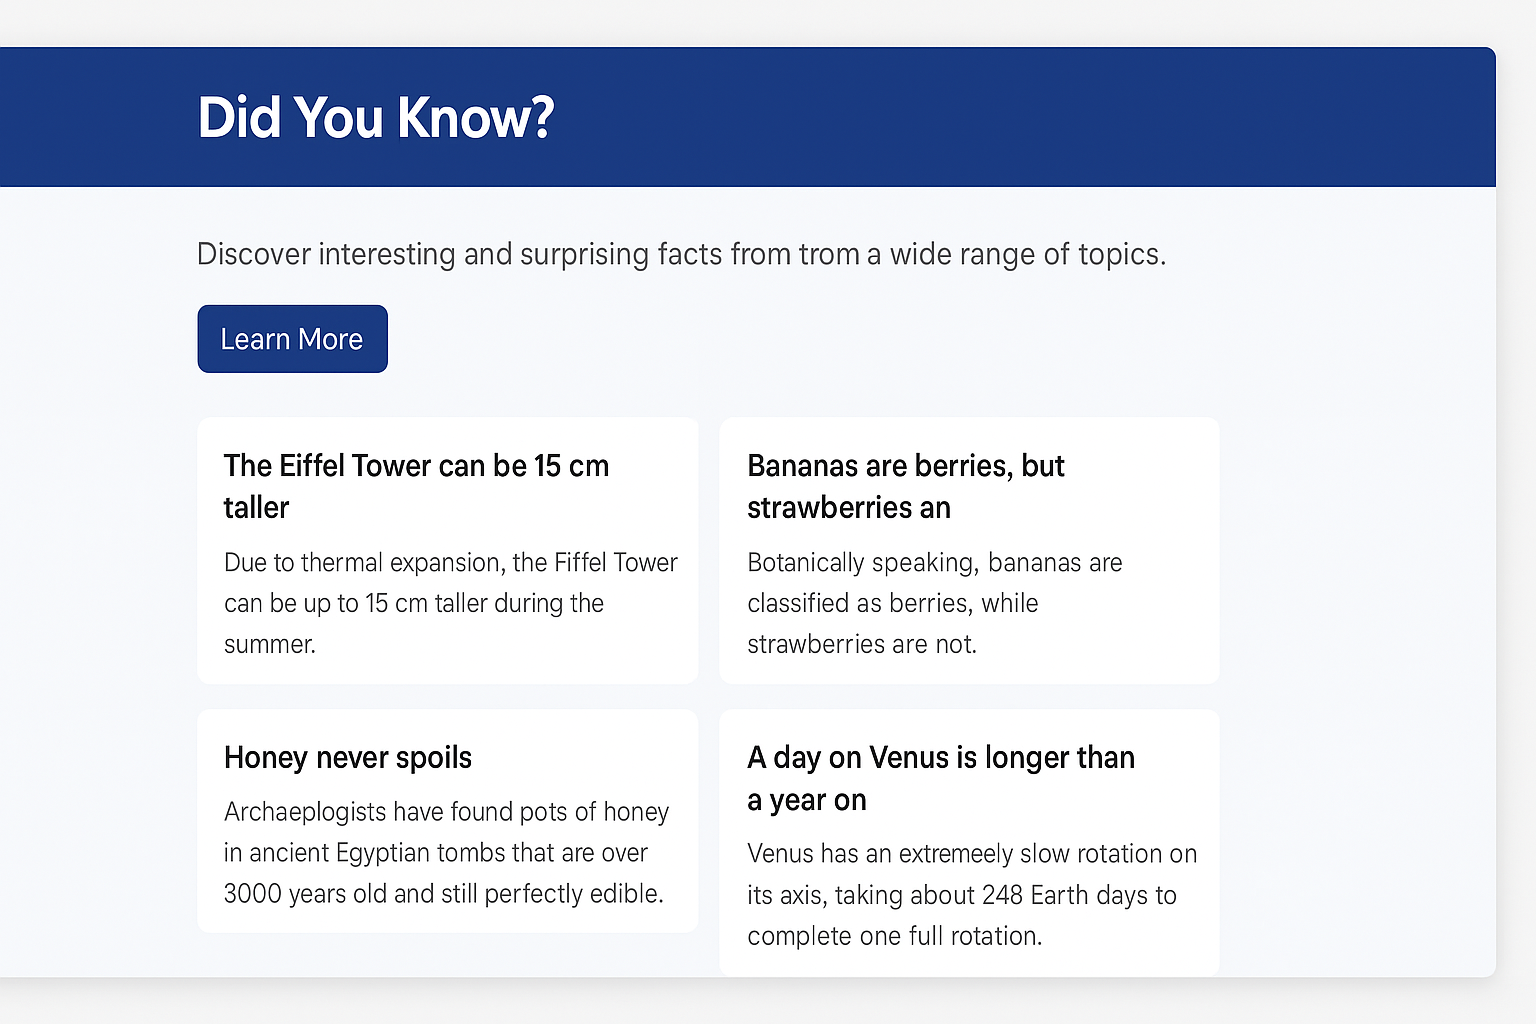 Did You Know?
Discover interesting and surprising facts from trom a wide range of topics.
Learn More
The Eiffel Tower can be 15 cm
taller
Due to thermal expansion, the Fiffel Tower
can be up to 15 cm taller during the
summer.
Bananas are berries, but
strawberries an
Botanically speaking, bananas are
classified as berries, while
strawberries are not.
Honey never spoils
Archaeplogists have found pots of honey
in ancient Egyptian tombs that are over
3000 years old and still perfectly edible.
A day on Venus is longer than
a year on
Venus has an extremeely slow rotation on
its axis, taking about 248 Earth days to
complete one full rotation.